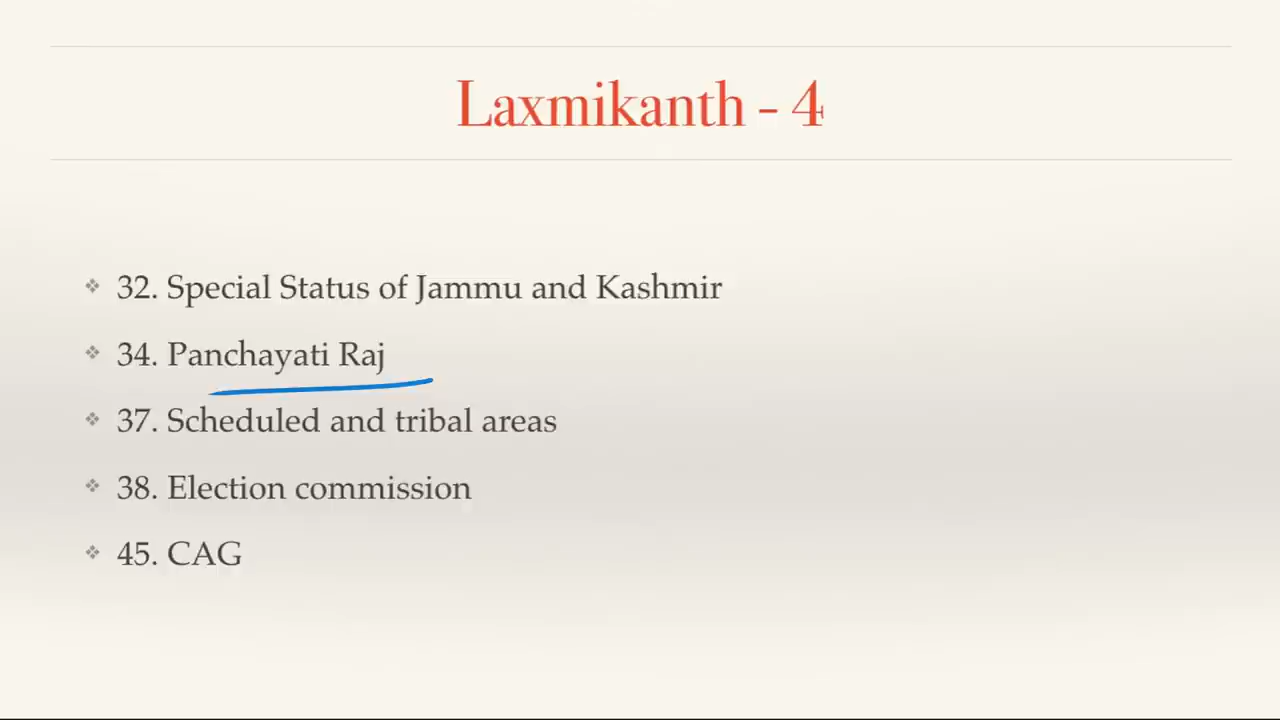 Laxmikanth - 4
32. Special Status of Jammu and Kashmir
34. Panchayati Raj
37. Scheduled and tribal areas
38. Election commission
45. CAG